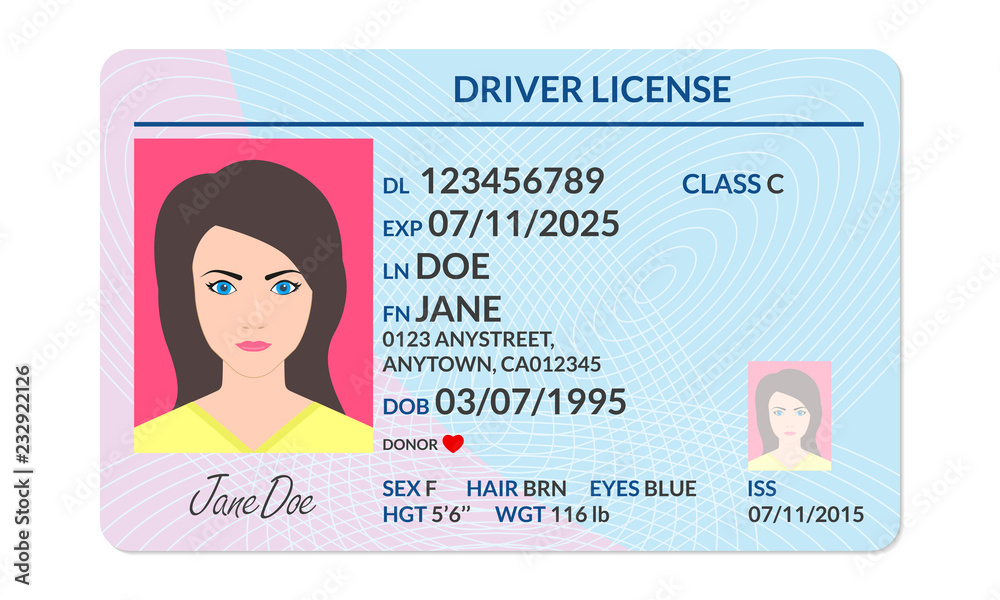 DRIVER LICENSE
DL 123456789 CLASS C
EXP 07/11/2025
LN DOE
FN JANE
0123 ANYSTREET,
ANYTOWN, CA012345
DOB 03/07/1995
DONOR
Jane Doe
SEX F HAIR BRN EYES BLUE ISS
HGT 5'6'' WGT 116 lb 07/11/2015
Adobe Stock | #232922126
Adobe Stock